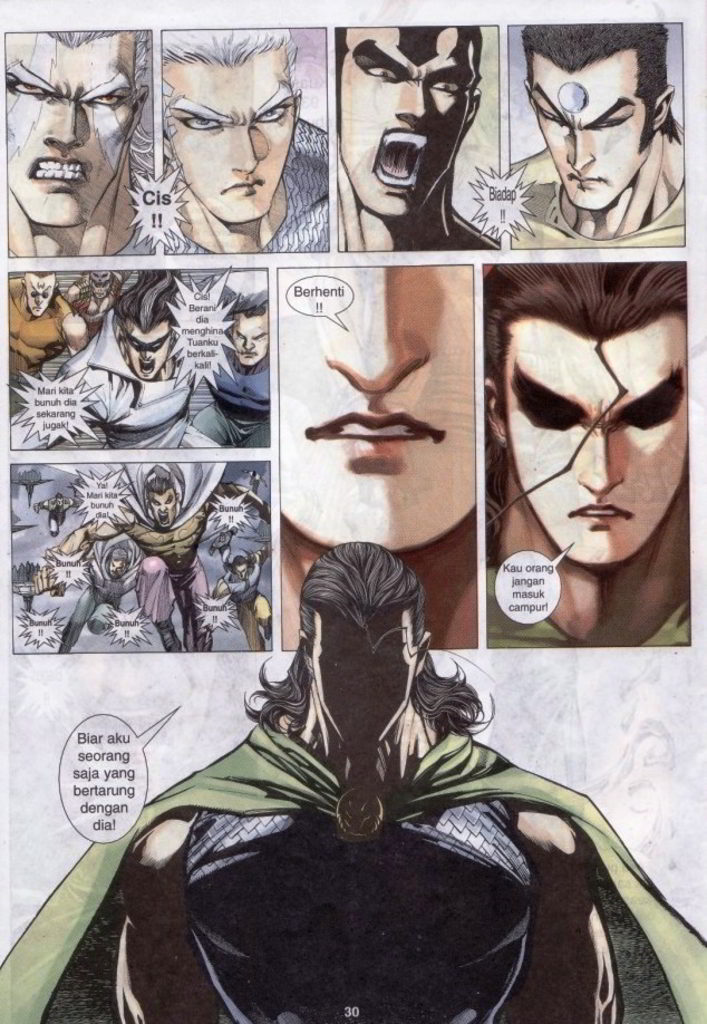 Cis
!!
Biadap
!!
Cis!
Berani
dia
menghina
Tuanku
berkali-
kali!
Mari kita
bunuh dia
sekarang
jugak!
Berhenti
!!
Ya!
Mari kita
bunuh
dia!
Bunuh
!!
Bunuh
!!
Bunuh
!!
Bunuh
!!
Bunuh
!!
Kau orang
jangan
masuk
campur!
Biar aku
seorang
saja yang
bertarung
dengan
dia!
30